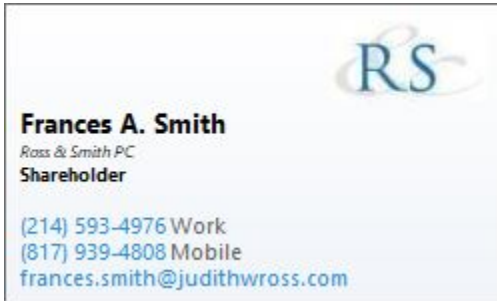 RS
Frances A. Smith
Ross & Smith PC
Shareholder
(214) 593-4976 Work
(817) 939-4808 Mobile
frances.smith@judithwross.com